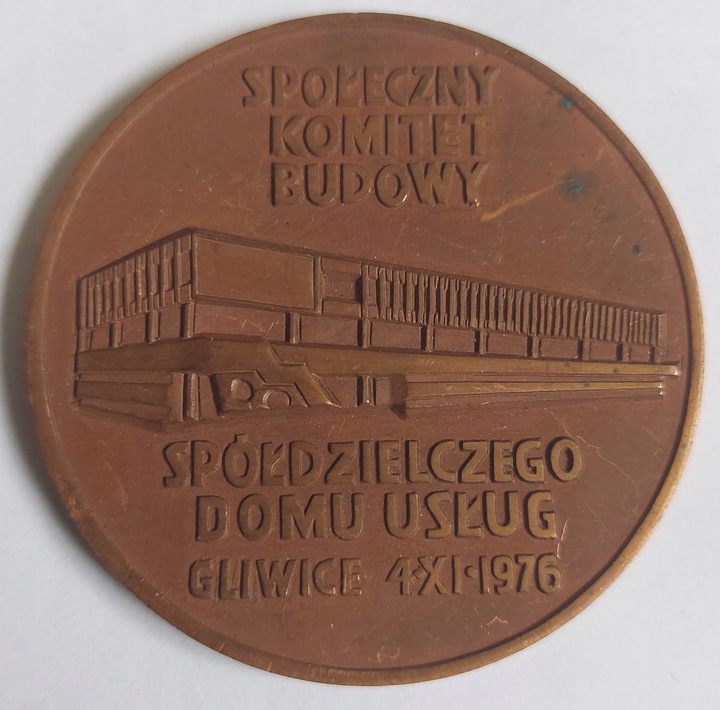 SPOŁECZNY
KOMITET
BUDOWY
SPÓŁDZIELCZEGO
DOMU USŁUG
GLIWICE 4•XI•1976